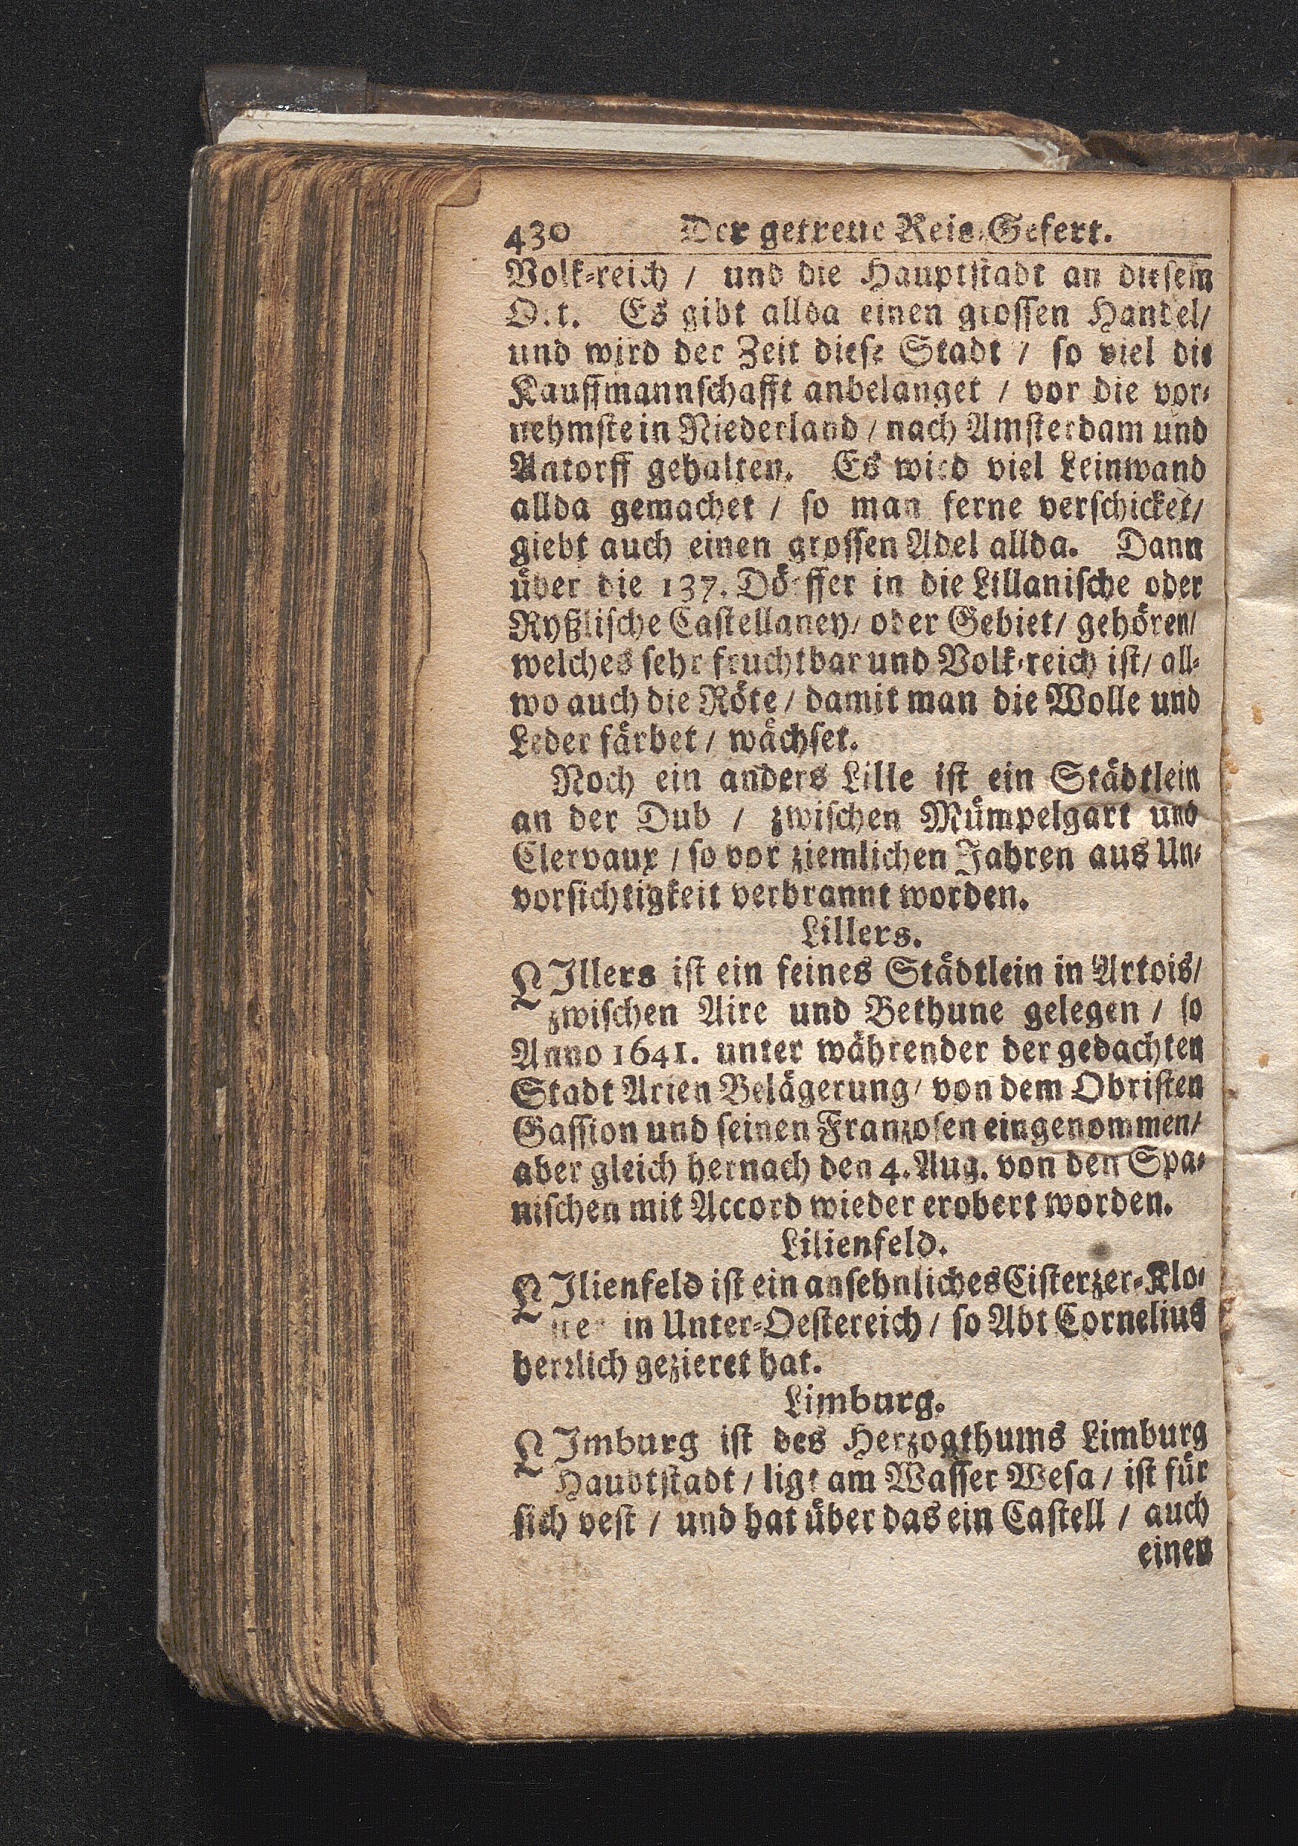 430 Der getreue Reis-Gefert.
Volk-reich / und die Hauptstadt an diesem
Ort. Es gibt allda einen grossen Handel/
und wird der Zeit diese Stadt / so viel die
Kauffmannschafft anbelanget / vor die vor-
nehmste in Niederland / nach Amsterdam und
Antorff gehalten. Es wird viel Leinwand
allda gemachet / so man ferne verschicket/
giebt auch einen grossen Adel allda. Dann
über die 137. Dörffer in die Lillanische oder
Ryßlische Castellaney/ oder Gebiet/ gehören/
welches sehr fruchtbar und Volk-reich ist/ all-
wo auch die Röte / damit man die Wolle und
Leder färbet / wächset.
Noch ein anders Lille ist ein Städtlein
an der Dub / zwischen Mümpelgart und
Clervaux / so vor ziemlichen Jahren aus Un-
vorsichtigkeit verbrannt worden.
Lillers.
LIllers ist ein feines Städtlein in Artois/
zwischen Aire und Bethune gelegen / so
Anno 1641. unter währender der gedachten
Stadt Arien Belägerung/ von dem Obristen
Gassion und seinen Franzosen eingenommen/
aber gleich hernach den 4. Aug. von den Spa-
nischen mit Accord wieder erobert worden.
Lilienfeld.
LIlienfeld ist ein ansehnliches Cisterzer-Klo-
ster in Unter-Oestereich / so Abt Cornelius
herrlich gezieret hat.
Limburg.
LImburg ist des Herzogthums Limburg
Haubtstadt / ligt am Wasser Wesa / ist für
sich vest / und hat über das ein Castell / auch
einen